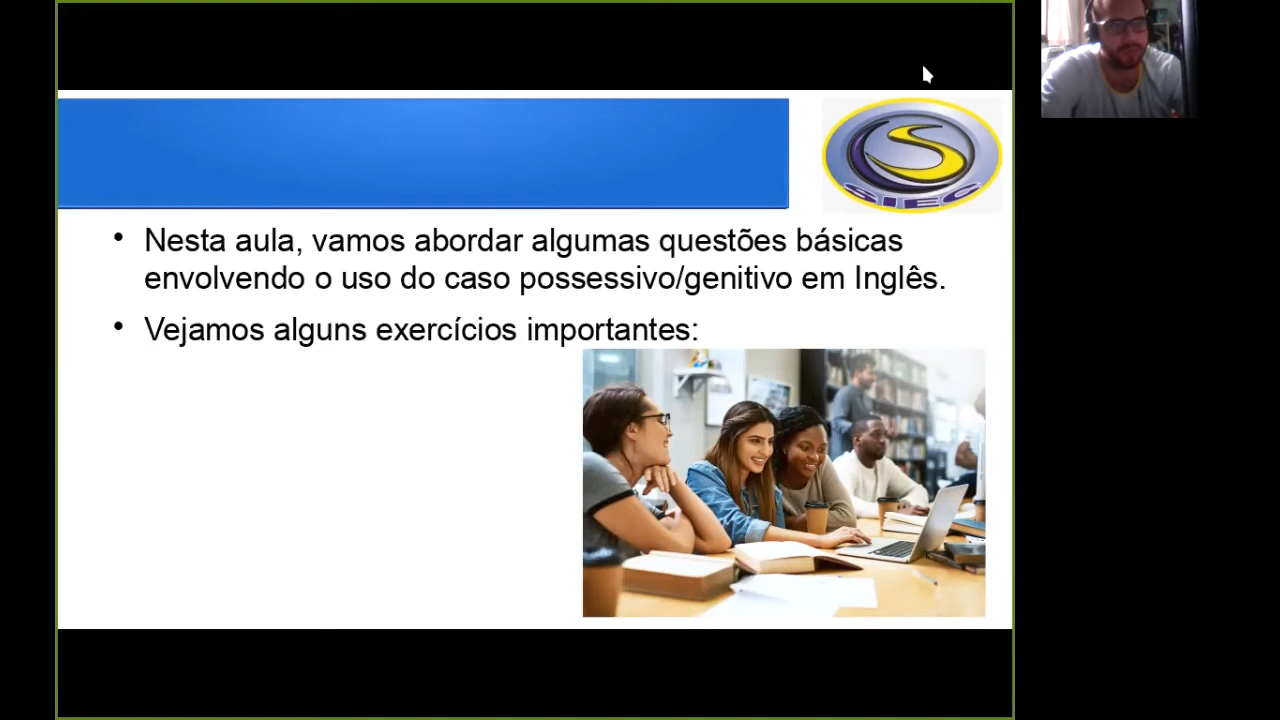 SIEC
Nesta aula, vamos abordar algumas questões básicas
envolvendo o uso do caso possessivo/genitivo em Inglês.
Vejamos alguns exercícios importantes: